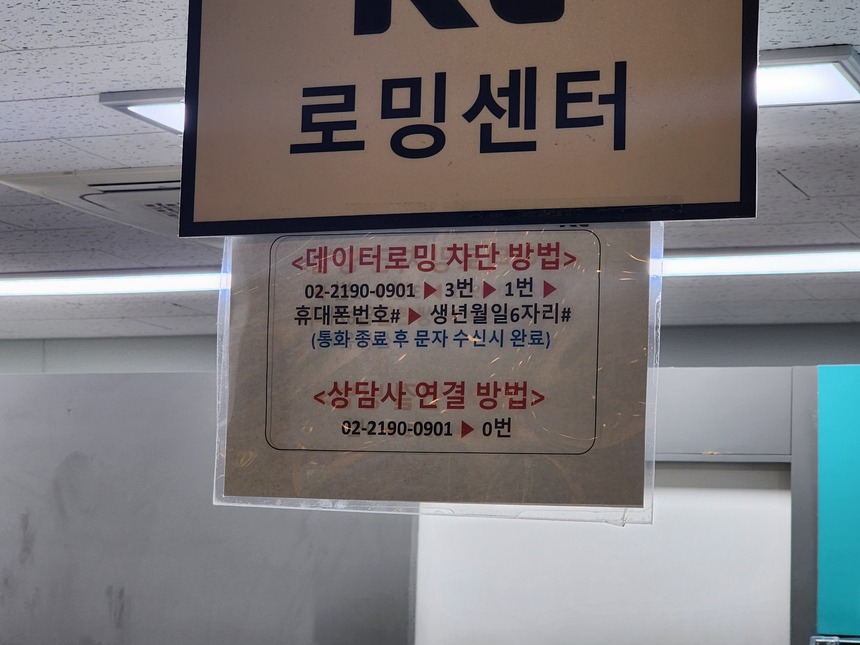 로밍센터
<데이터로밍 차단 방법>
02-2190-0901 ▶ 3번 ▶ 1번 ▶
휴대폰번호# ▶ 생년월일6자리#
(통화 종료 후 문자 수신시 완료)
<상담사 연결 방법>
02-2190-0901 ▶ 0번